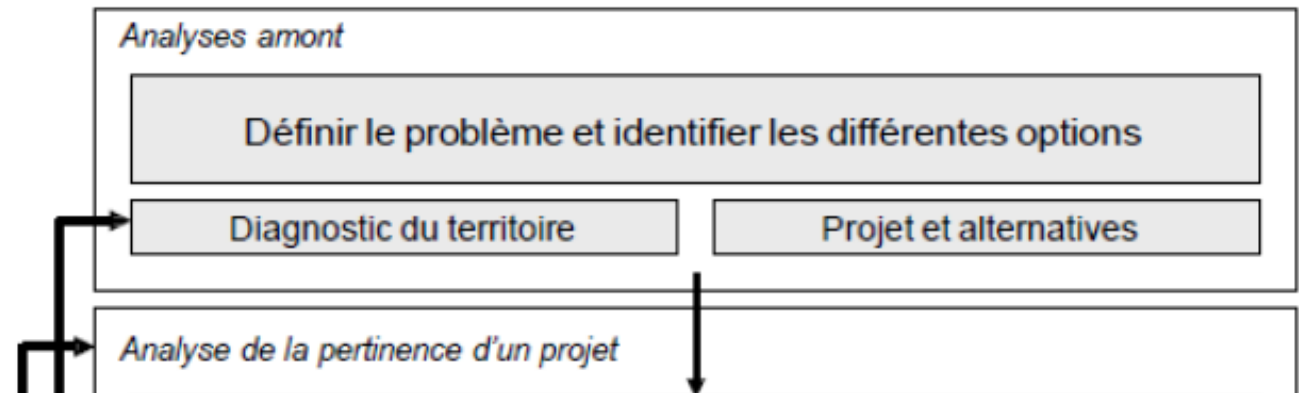 Analyses amont
Définir le problème et identifier les différentes options
Diagnostic du territoire
Projet et alternatives
Analyse de la pertinence d'un projet